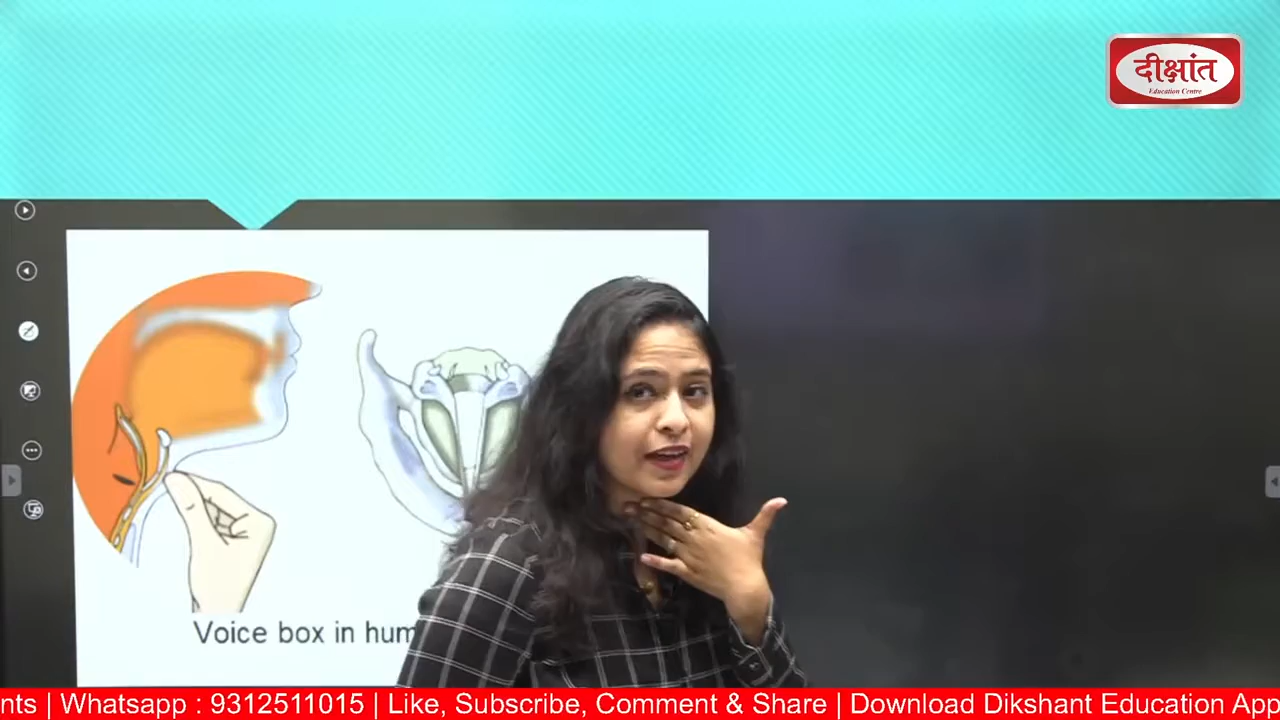 दीक्षांत
Education Centre
Voice box in hum
nts | Whatsapp : 9312511015 | Like, Subscribe, Comment & Share | Download Dikshant Education App